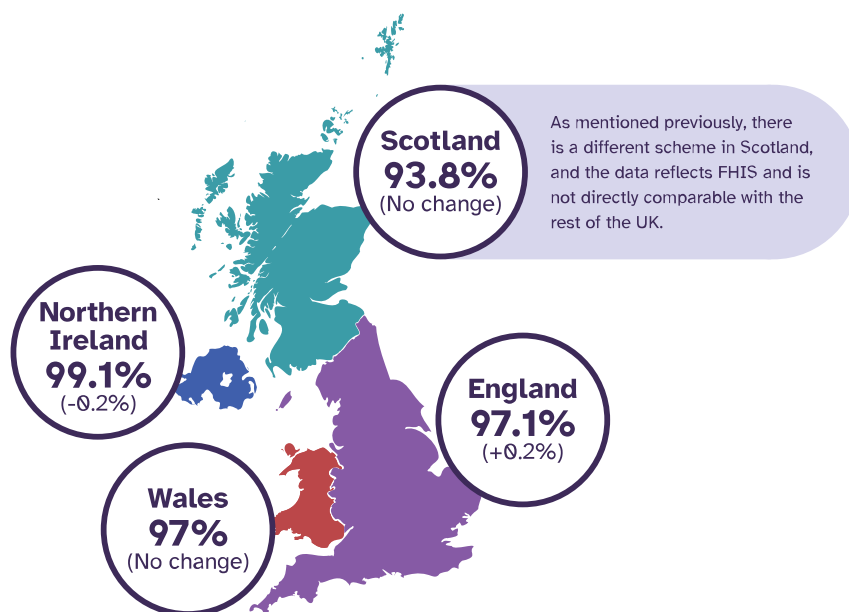 Scotland
93.8%
(No change)
As mentioned previously, there
is a different scheme in Scotland,
and the data reflects FHIS and is
not directly comparable with the
rest of the UK.
Northern
Ireland
99.1%
(-0.2%)
England
97.1%
(+0.2%)
Wales
97%
(No change)